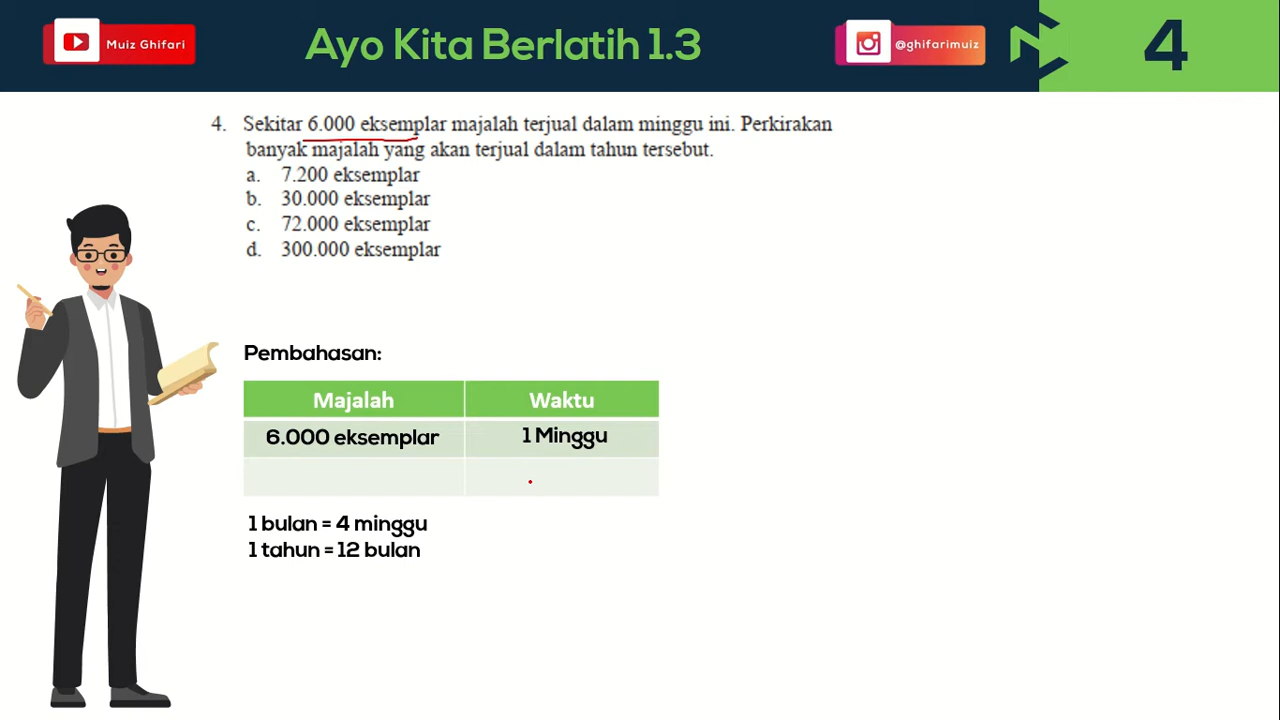 Muiz Ghifari
Ayo Kita Berlatih 1.3
@ghifarimuiz
4
4. Sekitar 6.000 eksemplar majalah terjual dalam minggu ini. Perkirakan
banyak majalah yang akan terjual dalam tahun tersebut.
a. 7.200 eksemplar
b. 30.000 eksemplar
c. 72.000 eksemplar
d. 300.000 eksemplar
Pembahasan:
Majalah Waktu
6.000 eksemplar 1 Minggu
1 bulan = 4 minggu
1 tahun = 12 bulan